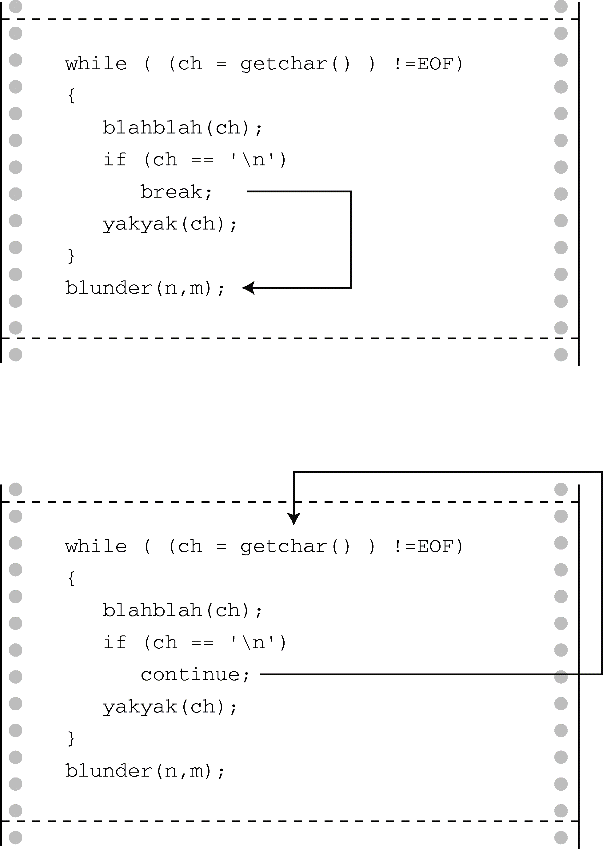 while ( (ch = getchar() ) !=EOF)
{
blahblah(ch);
if (ch == '\n')
break;
yakyak(ch);
}
blunder(n,m);
while ( (ch = getchar() ) !=EOF)
{
blahblah(ch);
if (ch == '\n')
continue;
yakyak(ch);
}
blunder(n,m);